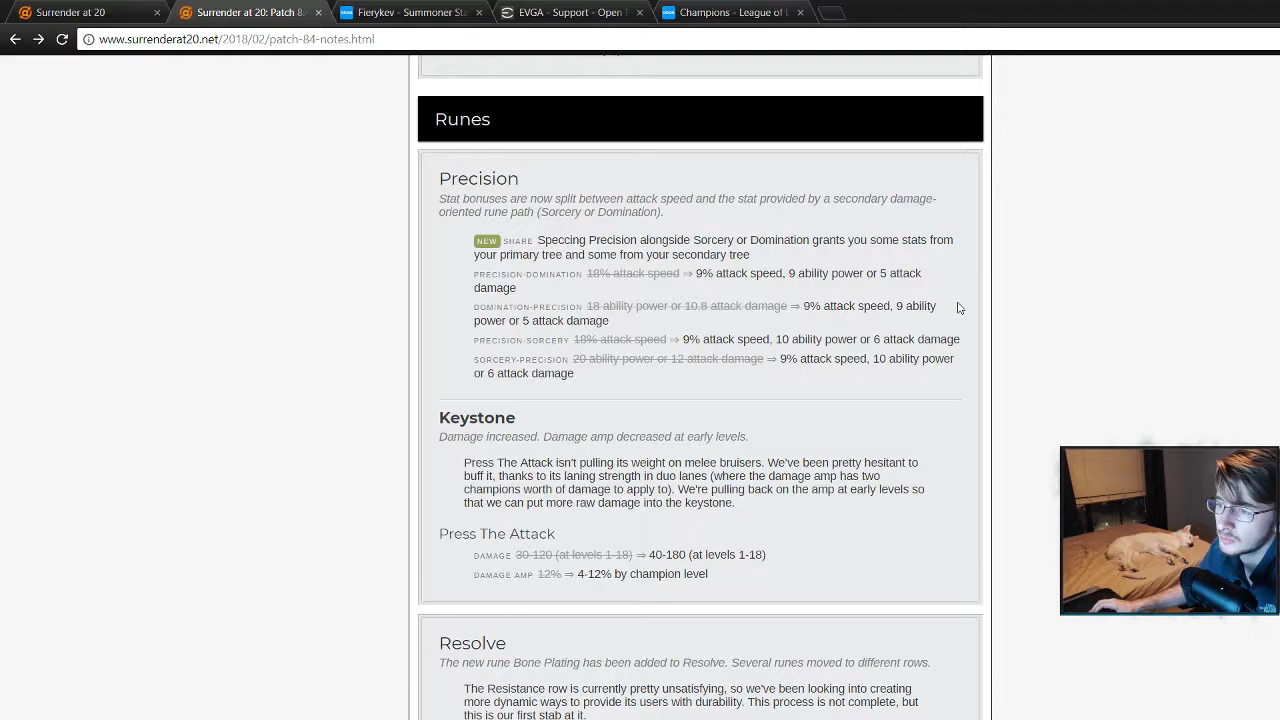 Surrender at 20
Surrender at 20: Patch 8.
Fierykev - Summoner Sta
EVGA - Support - Open
Champions - League of L
www.surrenderat20.net/2018/02/patch-84-notes.html
Runes
Precision
Stat bonuses are now split between attack speed and the stat provided by a secondary damage-
oriented rune path (Sorcery or Domination).
NEW SHARE Speccing Precision alongside Sorcery or Domination grants you some stats from
your primary tree and some from your secondary tree
PRECISION-DOMINATION 18% attack speed ⇒ 9% attack speed, 9 ability power or 5 attack
damage
DOMINATION-PRECISION 18 ability power or 10.8 attack damage ⇒ 9% attack speed, 9 ability
power or 5 attack damage
PRECISION-SORCERY 18% attack speed ⇒ 9% attack speed, 10 ability power or 6 attack damage
SORCERY-PRECISION 20 ability power or 12 attack damage ⇒ 9% attack speed, 10 ability power
or 6 attack damage
Keystone
Damage increased. Damage amp decreased at early levels.
Press The Attack isn't pulling its weight on melee bruisers. We've been pretty hesitant to
buff it, thanks to its laning strength in duo lanes (where the damage amp has two
champions worth of damage to apply to). We're pulling back on the amp at early levels so
that we can put more raw damage into the keystone.
Press The Attack
DAMAGE 30-120 (at levels 1-18) ⇒ 40-180 (at levels 1-18)
DAMAGE AMP 12% ⇒ 4-12% by champion level
Resolve
The new rune Bone Plating has been added to Resolve. Several runes moved to different rows.
The Resistance row is currently pretty unsatisfying, so we've been looking into creating
more dynamic ways to provide its users with durability. This process is not complete, but
this is our first stab at it.